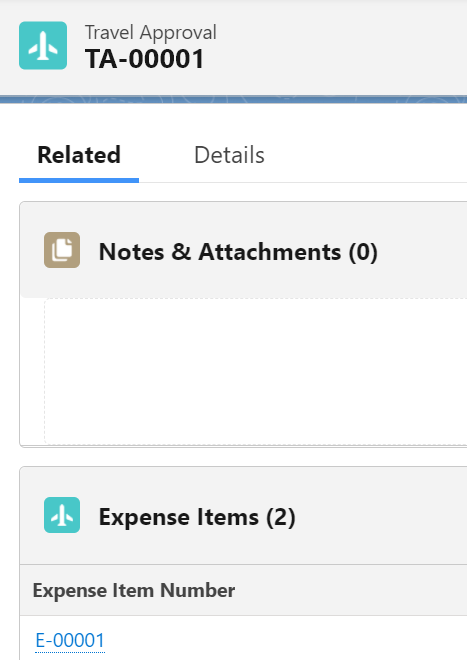 Travel Approval
TA-00001
Related Details
Notes & Attachments (0)
Expense Items (2)
Expense Item Number
E-00001